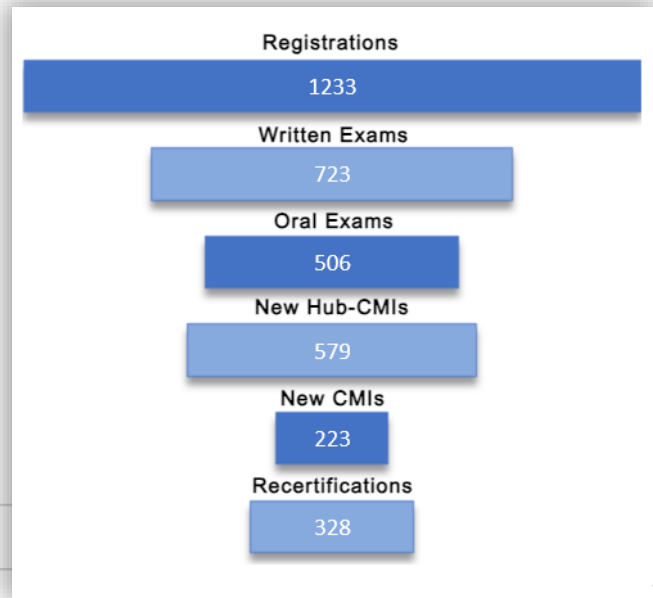 Registrations
1233
Written Exams
723
Oral Exams
506
New Hub-CMIs
579
New CMIs
223
Recertifications
328